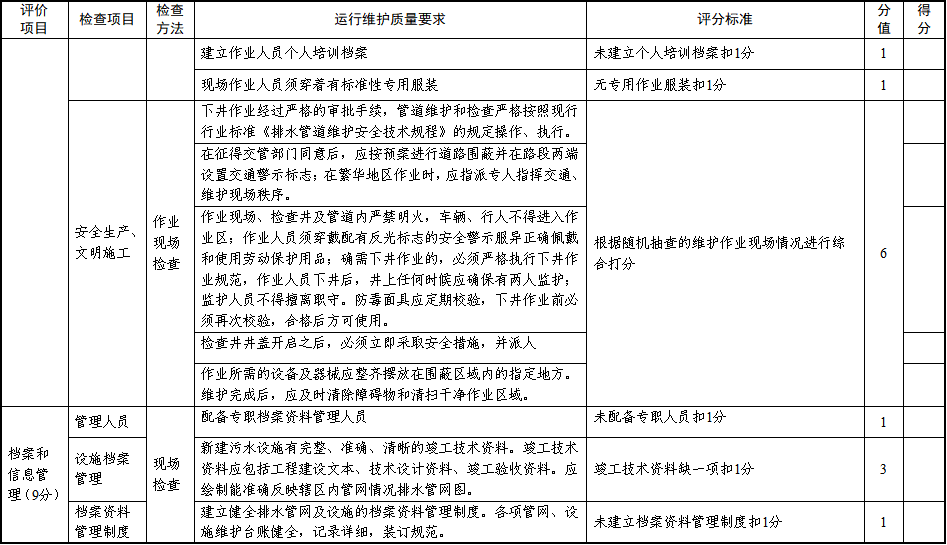 评价项目 检查项目 检查方法 运行维护质量要求 评分标准 分值 得分
建立作业人员个人培训档案 未建立个人培训档案扣1分 1
现场作业人员须穿着有标准性专用服装 无专用作业服装扣1分 1
安全生产、文明施工
作业现场检查
下井作业经过严格的审批手续，管道维护和检查严格按照现行
行业标准《排水管道维护安全技术规程》的规定操作、执行。
在征得交管部门同意后，应按预案进行道路围蔽并在路段两端
设置交通警示标志；在繁华地区作业时，应指派专人指挥交通、
维护现场秩序。
作业现场、检查井及管道内严禁明火，车辆、行人不得进入作
业区；作业人员须穿戴配有反光标志的安全警示服异正确佩戴
和使用劳动保护用品；确需下井作业的，必须严格执行下井作
业规范，作业人员下井后，井上任何时候应确保有两人监护；
监护人员不得擅离职守。防毒面具应定期校验，下井作业前必
须再次校验，合格后方可使用。
检查井井盖开启之后，必须立即采取安全措施，并派人
作业所需的设备及器械应整齐摆放在围蔽区域内的指定地方。
维护完成后，应及时清除障碍物和清扫干净作业区域。
根据随机抽查的维护作业现场情况进行综
合打分
6
档案和信息管理（9分）
管理人员
现场检查
配备专职档案资料管理人员 未配备专职人员扣1分 1
设施档案管理
新建污水设施有完整、准确、清晰的竣工技术资料。竣工技术
资料应包括工程建设文本、技术设计资料、竣工验收资料。应
绘制能准确反映辖区内管网情况排水管网图。
竣工技术资料缺一项扣1分 3
档案资料管理制度
建立健全排水管网及设施的档案资料管理制度。各项管网、设
施维护台账健全，记录详细，装订规范。
未建立档案资料管理制度扣1分 1